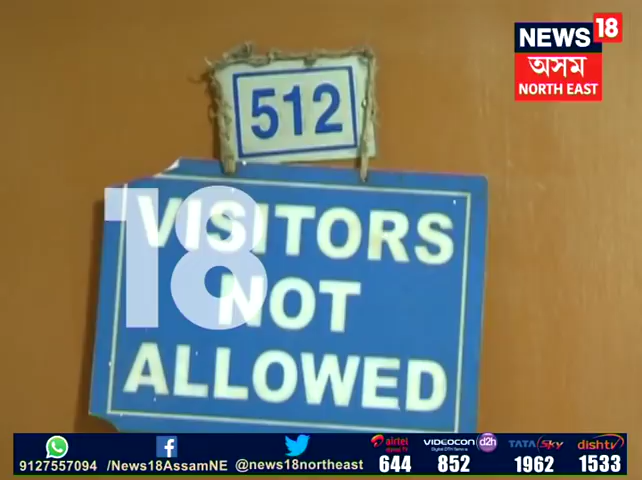 NEWS 18
অসম
NORTH EAST
512
18
VISITORS
NOT
ALLOWED
airtel VIDEOCON d2h TATA Sky dishtv
9127557094 /News18AssamNE @news18northeast 644 852 1962 1533